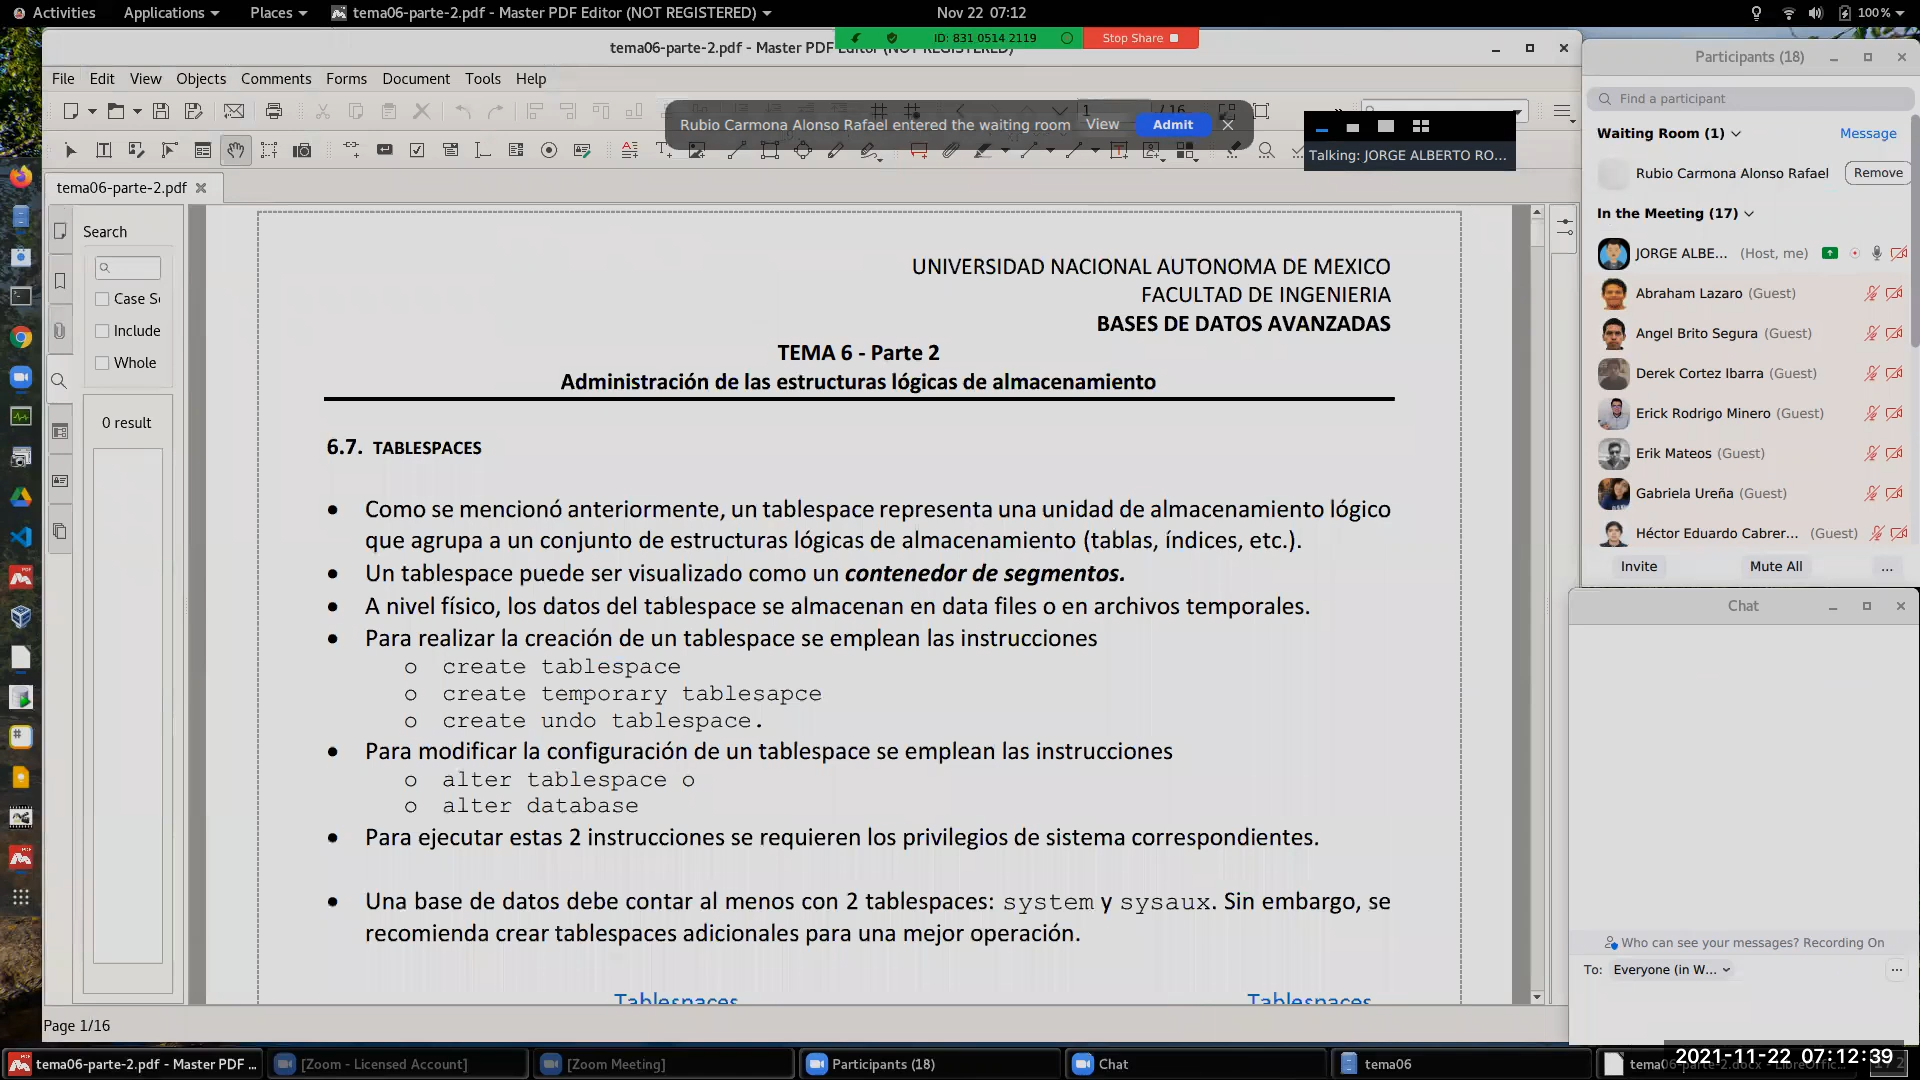 Activities Applications Places tema06-parte-2.pdf - Master PDF Editor (NOT REGISTERED) Nov 22 07:12 100%
tema06-parte-2.pdf - Master PDF Editor (NOT REGISTERED)
ID: 831 0514 2119 Stop Share
File Edit View Objects Comments Forms Document Tools Help
1 / 16
Rubio Carmona Alonso Rafael entered the waiting room View Admit
Talking: JORGE ALBERTO RO...
tema06-parte-2.pdf
Search
Case Se
Include
Whole
0 result
UNIVERSIDAD NACIONAL AUTONOMA DE MEXICO
FACULTAD DE INGENIERIA
BASES DE DATOS AVANZADAS
TEMA 6 - Parte 2
Administración de las estructuras lógicas de almacenamiento
6.7. TABLESPACES
• Como se mencionó anteriormente, un tablespace representa una unidad de almacenamiento lógico
que agrupa a un conjunto de estructuras lógicas de almacenamiento (tablas, índices, etc.).
• Un tablespace puede ser visualizado como un contenedor de segmentos.
• A nivel físico, los datos del tablespace se almacenan en data files o en archivos temporales.
• Para realizar la creación de un tablespace se emplean las instrucciones
o create tablespace
o create temporary tablesapce
o create undo tablespace.
• Para modificar la configuración de un tablespace se emplean las instrucciones
o alter tablespace o
o alter database
• Para ejecutar estas 2 instrucciones se requieren los privilegios de sistema correspondientes.
• Una base de datos debe contar al menos con 2 tablespaces: system y sysaux. Sin embargo, se
recomienda crear tablespaces adicionales para una mejor operación.
Tablespaces Tablespaces
Page 1/16
Participants (18)
Find a participant
Waiting Room (1) Message
Rubio Carmona Alonso Rafael Remove
In the Meeting (17)
JORGE ALBE... (Host, me)
Abraham Lazaro (Guest)
Angel Brito Segura (Guest)
Derek Cortez Ibarra (Guest)
Erick Rodrigo Minero (Guest)
Erik Mateos (Guest)
Gabriela Ureña (Guest)
Héctor Eduardo Cabrer... (Guest)
Invite Mute All ...
Chat
Who can see your messages? Recording On
To: Everyone (in W...
tema06-parte-2.pdf - Master PDF ... [Zoom - Licensed Account] [Zoom Meeting] Participants (18) Chat tema06 tema06-parte-2.docx - LibreOffic...
2021-11-22 07:12:39